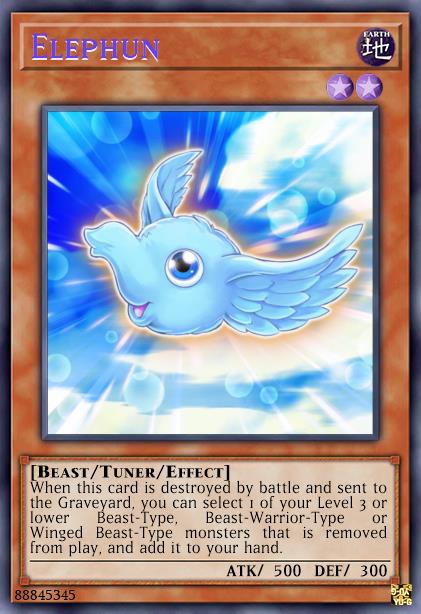 Elephun
EARTH
地
[Beast/Tuner/Effect]
When this card is destroyed by battle and sent to
the Graveyard, you can select 1 of your Level 3 or
lower Beast-Type, Beast-Warrior-Type or
Winged Beast-Type monsters that is removed
from play, and add it to your hand.
ATK/ 500 DEF/ 300
88845345